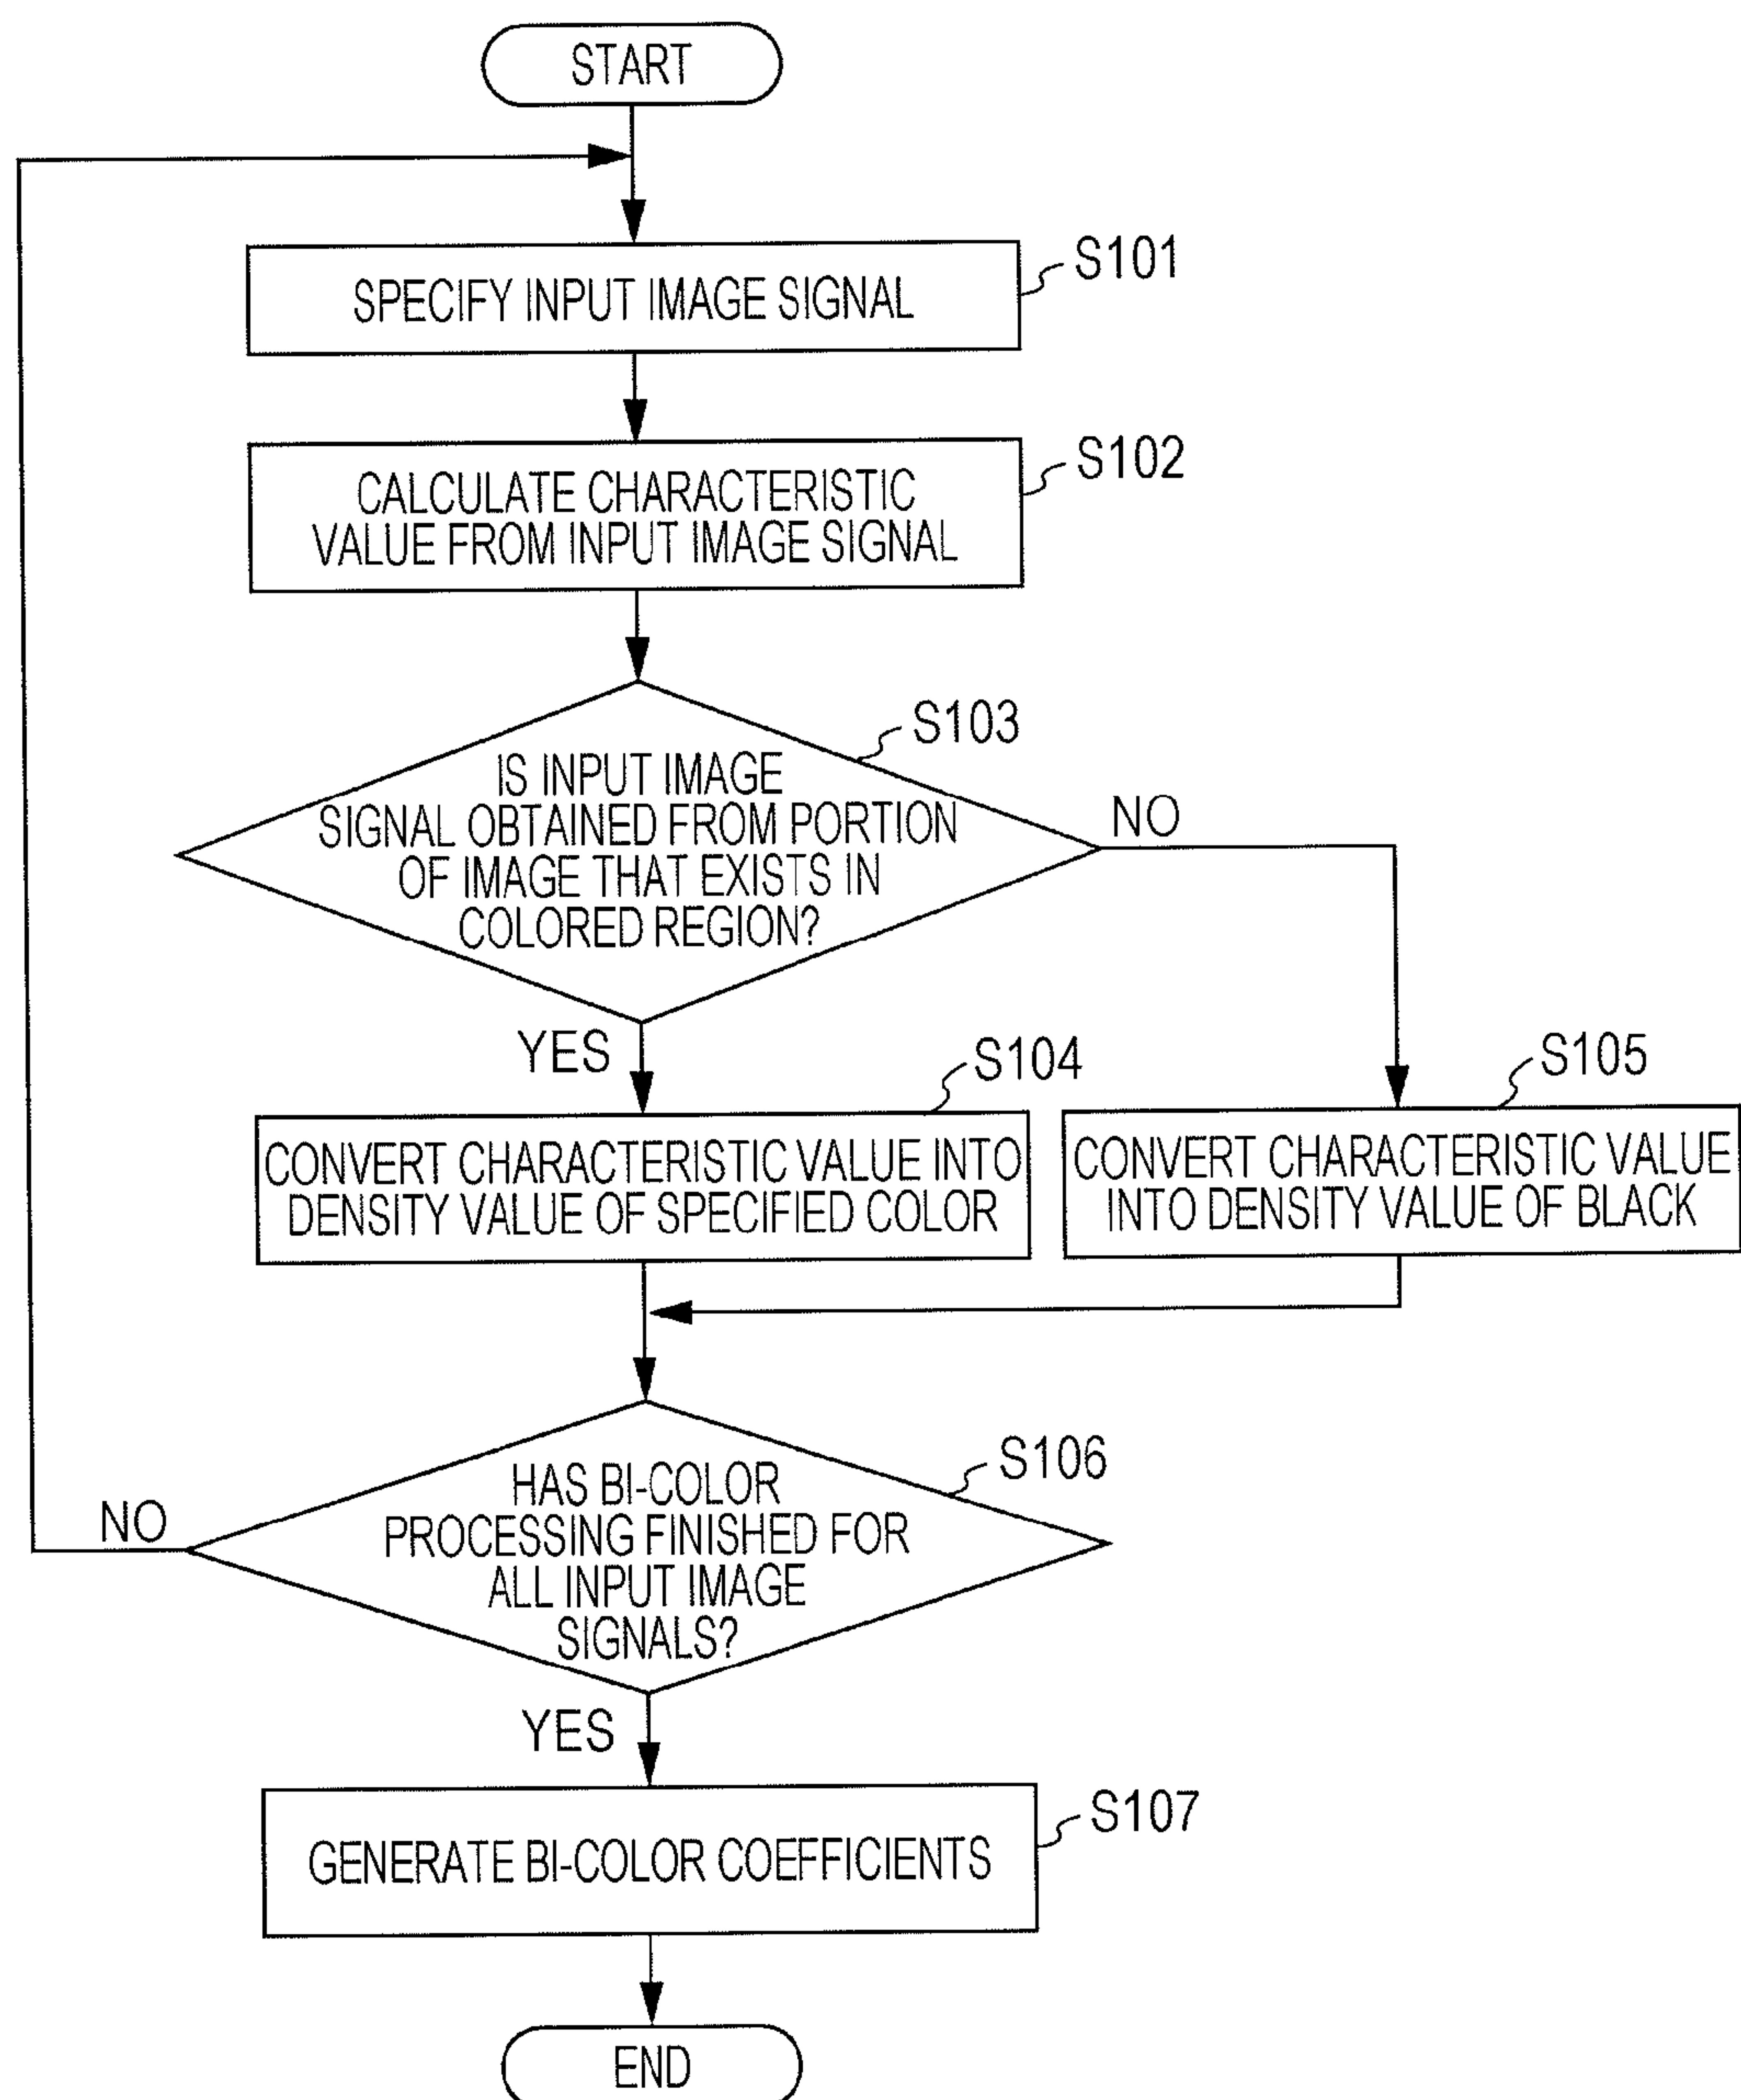 START
SPECIFY INPUT IMAGE SIGNAL
S101
CALCULATE CHARACTERISTIC
VALUE FROM INPUT IMAGE SIGNAL
S102
S103
IS INPUT IMAGE
SIGNAL OBTAINED FROM PORTION
OF IMAGE THAT EXISTS IN
COLORED REGION?
NO
YES
S104
CONVERT CHARACTERISTIC VALUE INTO
DENSITY VALUE OF SPECIFIED COLOR
S105
CONVERT CHARACTERISTIC VALUE
INTO DENSITY VALUE OF BLACK
S106
HAS BI-COLOR
PROCESSING FINISHED FOR
ALL INPUT IMAGE
SIGNALS?
NO
YES
S107
GENERATE BI-COLOR COEFFICIENTS
END